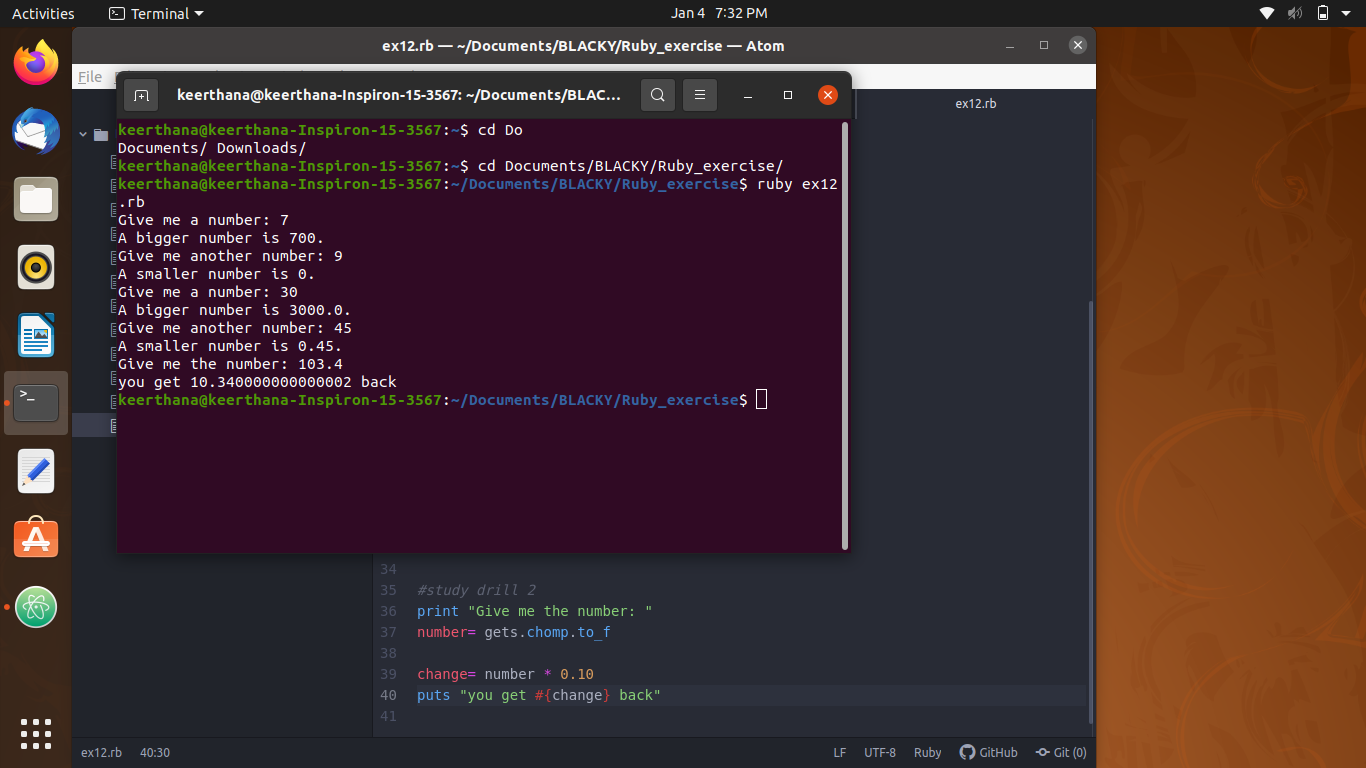 Activities
Terminal
Jan 4 7:32 PM
ex12.rb — ~/Documents/BLACKY/Ruby_exercise — Atom
File
keerthana@keerthana-Inspiron-15-3567: ~/Documents/BLAC...
ex12.rb
keerthana@keerthana-Inspiron-15-3567:~$ cd Do
Documents/ Downloads/
keerthana@keerthana-Inspiron-15-3567:~$ cd Documents/BLACKY/Ruby_exercise/
keerthana@keerthana-Inspiron-15-3567:~/Documents/BLACKY/Ruby_exercise$ ruby ex12
.rb
Give me a number: 7
A bigger number is 700.
Give me another number: 9
A smaller number is 0.
Give me a number: 30
A bigger number is 3000.0.
Give me another number: 45
A smaller number is 0.45.
Give me the number: 103.4
you get 10.340000000000002 back
keerthana@keerthana-Inspiron-15-3567:~/Documents/BLACKY/Ruby_exercise$
34
35 #study drill 2
36 print "Give me the number: "
37 number= gets.chomp.to_f
38
39 change= number * 0.10
40 puts "you get #{change} back"
41
ex12.rb 40:30
LF UTF-8 Ruby GitHub Git (0)